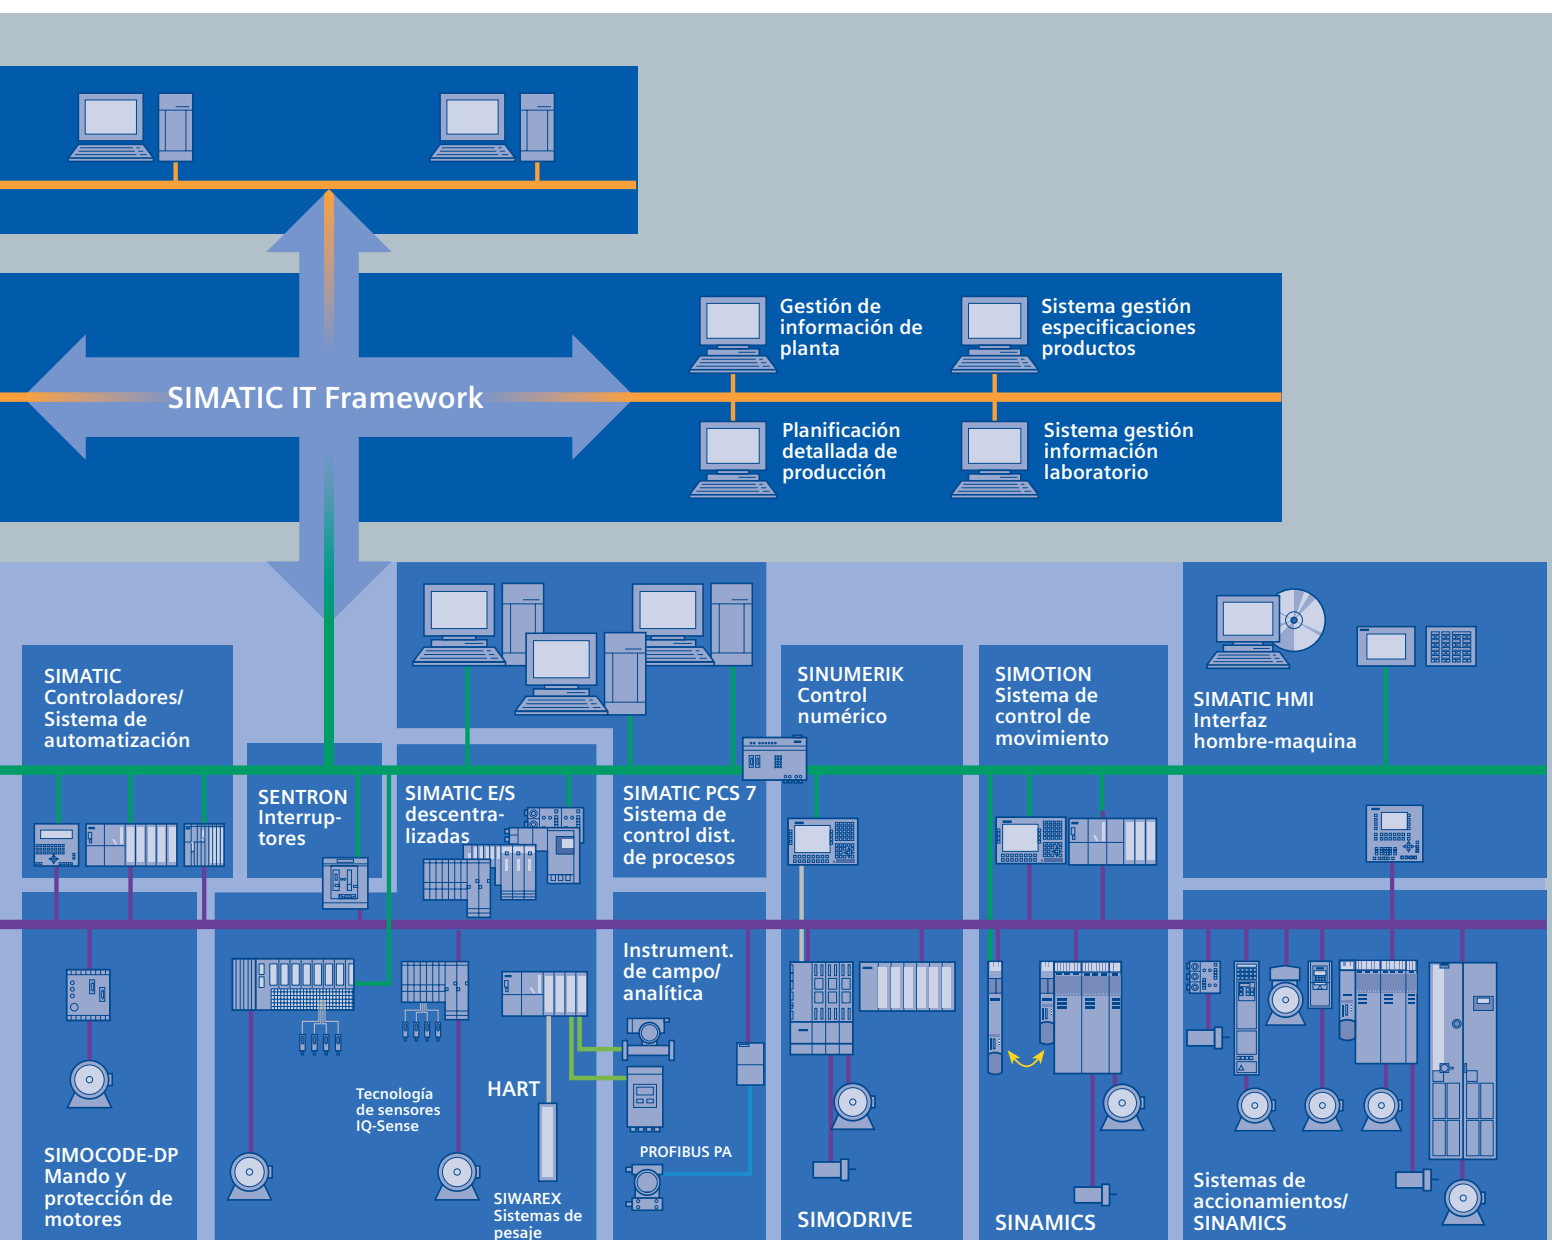 SIMATIC IT Framework
Gestión de
información de
planta
Sistema gestión
especificaciones
productos
Planificación
detallada de
producción
Sistema gestión
información
laboratorio
SIMATIC
Controladores/
Sistema de
automatización
SENTRON
Interrup-
tores
SIMATIC E/S
descentra-
lizadas
SIMATIC PCS 7
Sistema de
control dist.
de procesos
SINUMERIK
Control
numérico
SIMOTION
Sistema de
control de
movimiento
SIMATIC HMI
Interfaz
hombre-maquina
SIMOCODE-DP
Mando y
protección de
motores
Tecnología
de sensores
IQ-Sense
HART
SIWAREX
Sistemas de
pesaje
Instrument.
de campo/
analítica
PROFIBUS PA
SIMODRIVE
SINAMICS
Sistemas de
accionamientos/
SINAMICS